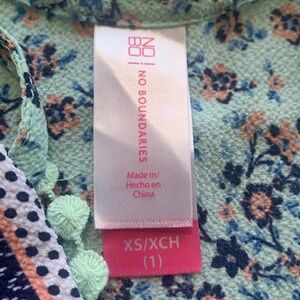 NO!
BO!
NO BOUNDARIES
Made in/
Hecho en
China
XS/XCH
(1)